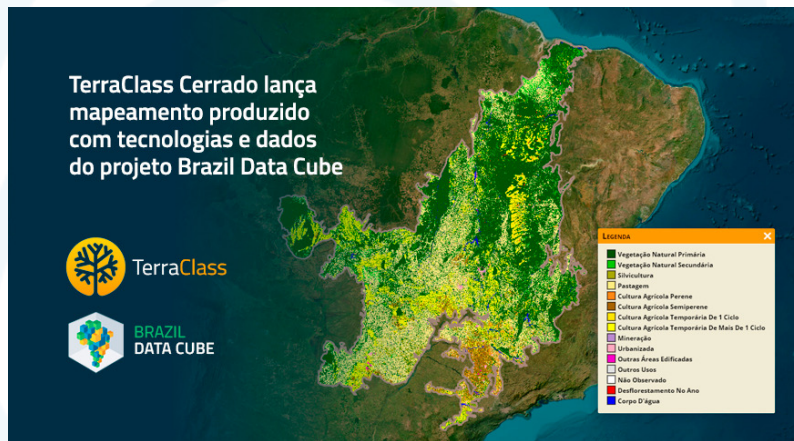 TerraClass Cerrado lança
mapeamento produzido
com tecnologias e dados
do projeto Brazil Data Cube
TerraClass
BRAZIL
DATA CUBE
LEGENDA
Vegetação Natural Primária
Vegetação Natural Secundária
Silvicultura
Pastagem
Cultura Agrícola Perene
Cultura Agrícola Semiperene
Cultura Agrícola Temporária De 1 Ciclo
Cultura Agrícola Temporária De Mais De 1 Ciclo
Mineração
Urbanizada
Outras Áreas Edificadas
Outros Usos
Não Observado
Desflorestamento No Ano
Corpo D'água